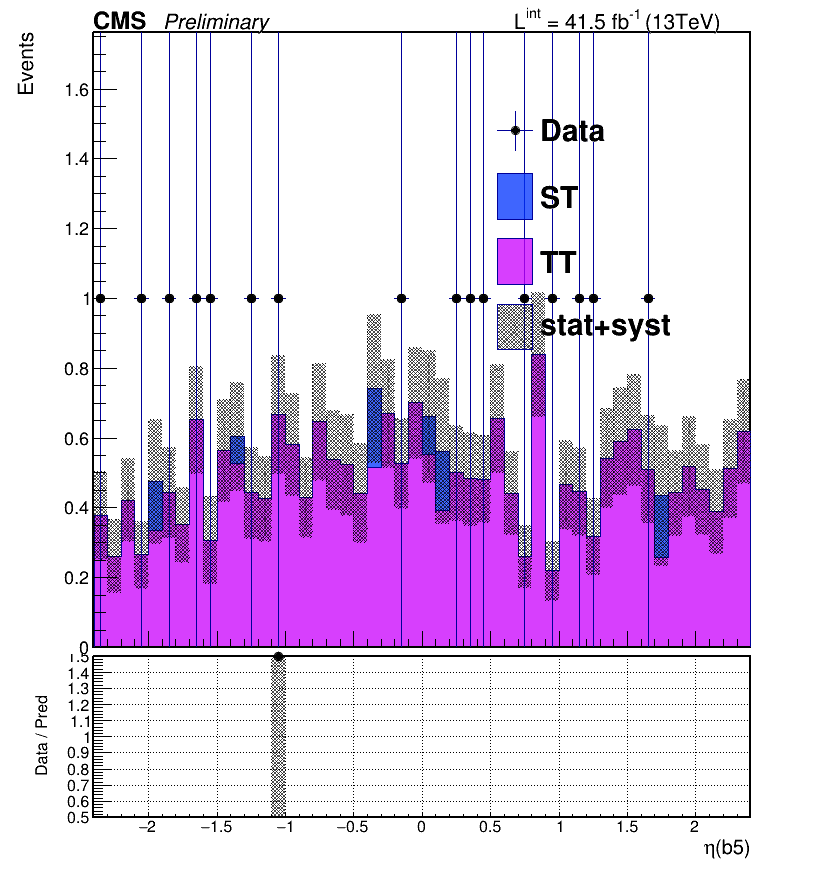 CMS Preliminary L^int = 41.5 fb^-1 (13TeV)
Events
1.6
1.4
1.2
1
0.8
0.6
0.4
0.2
0
Data
ST
TT
stat+syst
Data / Pred
1.5
1.4
1.3
1.2
1.1
1
0.9
0.8
0.7
0.6
0.5
−2 −1.5 −1 −0.5 0 0.5 1 1.5 2
η(b5)